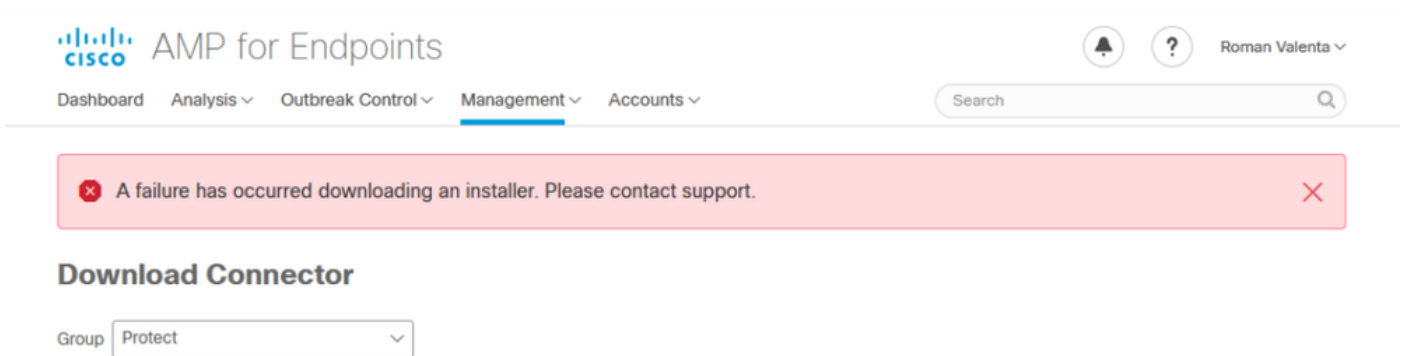 cisco AMP for Endpoints ? Roman Valenta
Dashboard Analysis Outbreak Control Management Accounts Search
A failure has occurred downloading an installer. Please contact support.
Download Connector
Group Protect